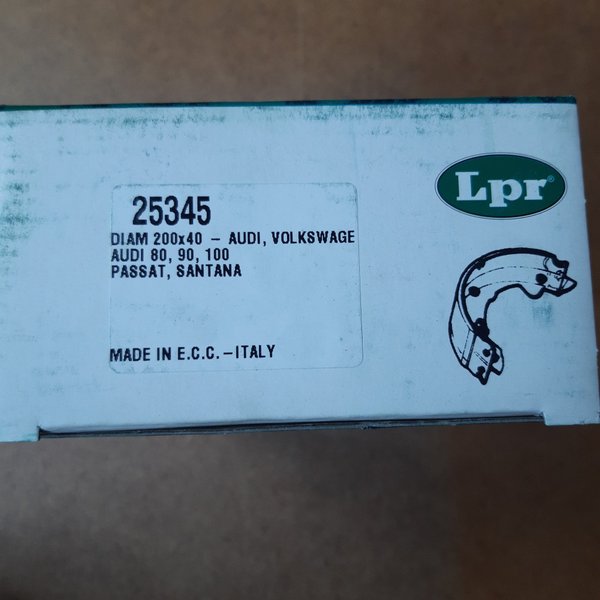 Lpr®
25345
DIAM 200x40 - AUDI, VOLKSWAGE
AUDI 80, 90, 100
PASSAT, SANTANA
MADE IN E.C.C.-ITALY